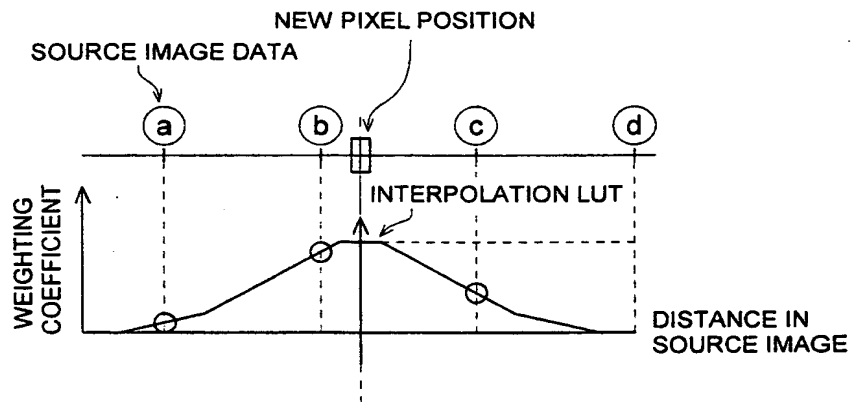 NEW PIXEL POSITION
SOURCE IMAGE DATA
a
b
c
d
INTERPOLATION LUT
WEIGHTING
COEFFICIENT
DISTANCE IN
SOURCE IMAGE